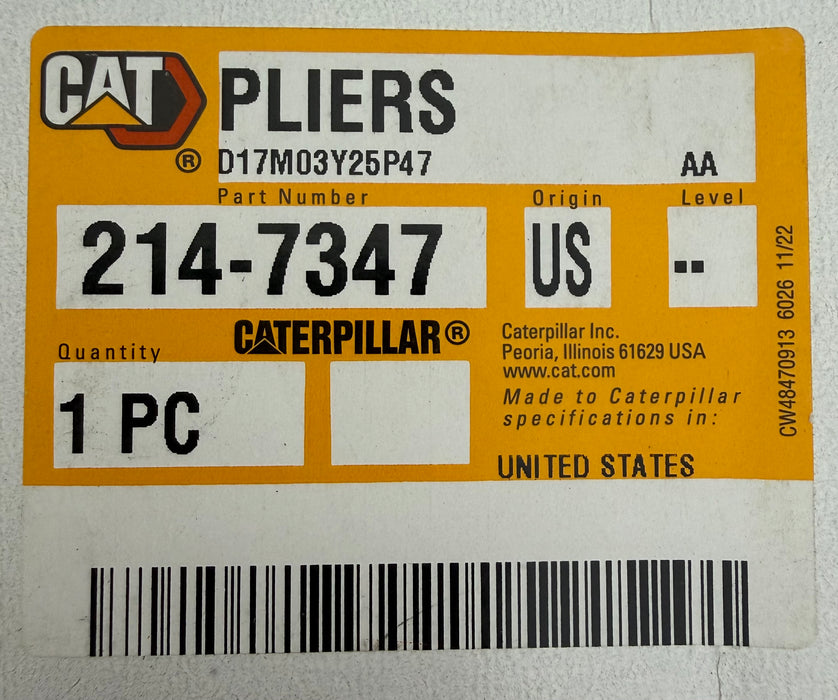 CAT
®
PLIERS
D17M03Y25P47 AA
Part Number Origin Level
214-7347 US --
CATERPILLAR®
Quantity
1 PC
Caterpillar Inc.
Peoria, Illinois 61629 USA
www.cat.com
Made to Caterpillar
specifications in:
UNITED STATES
CW48470913 6026 11/22